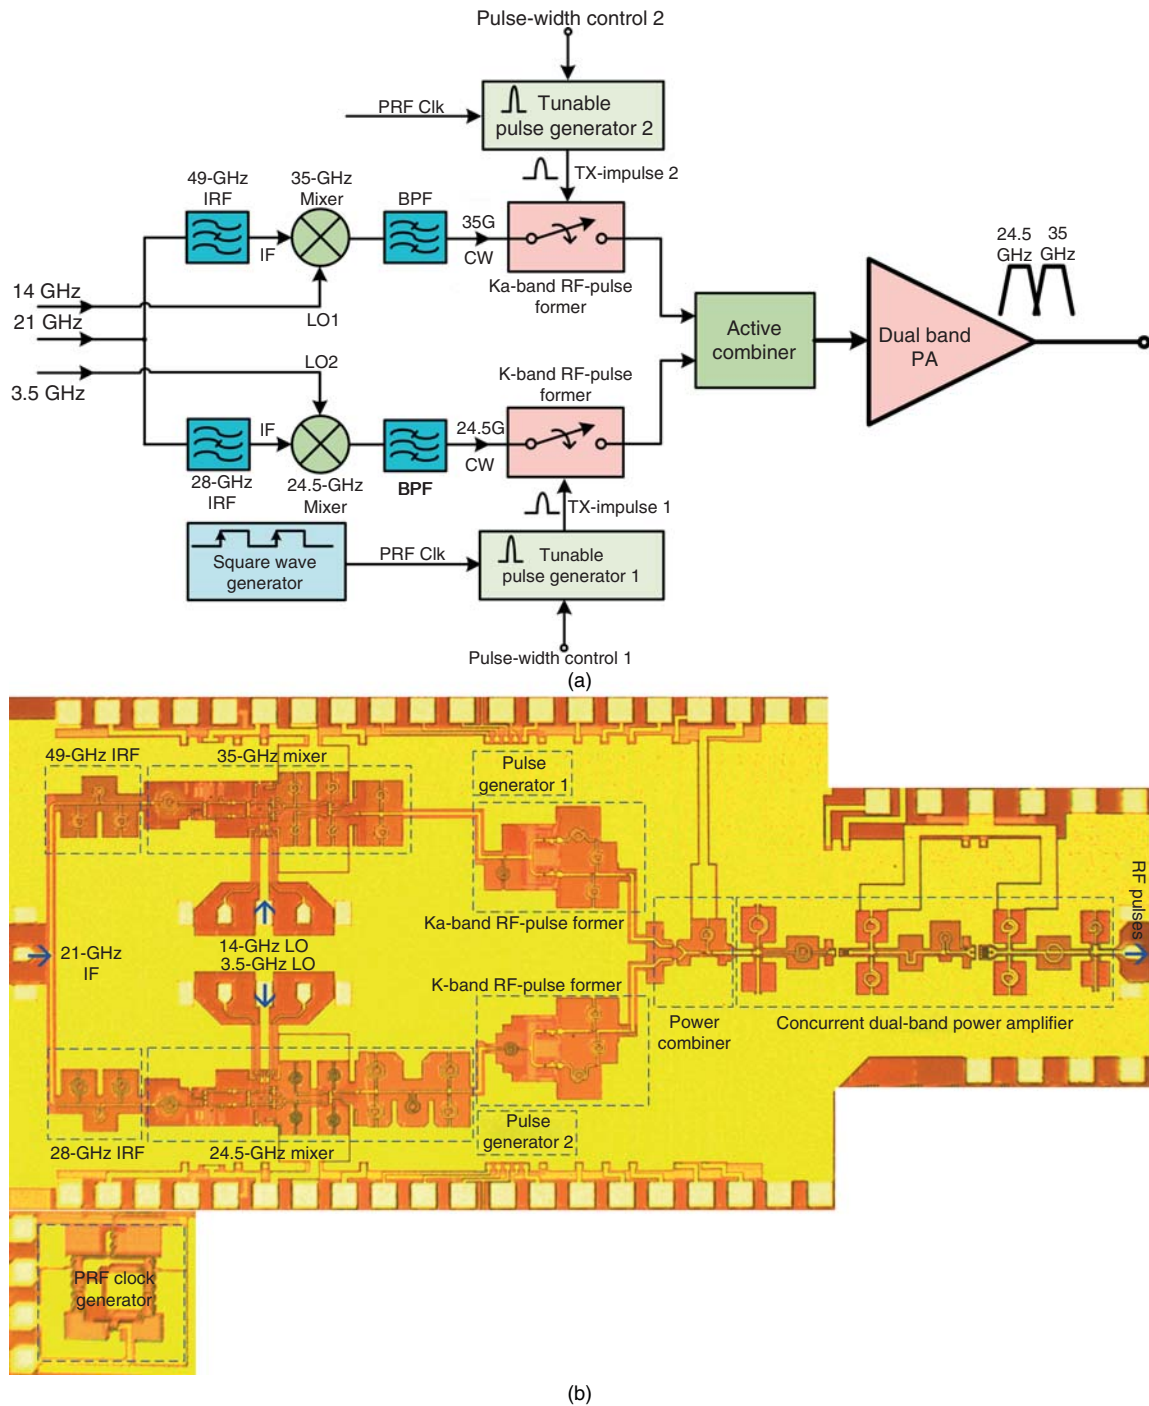 Pulse-width control 2
PRF Clk
Tunable
pulse generator 2
TX-impulse 2
49-GHz
IRF
35-GHz
Mixer
BPF
IF
35G
CW
Ka-band RF-pulse
former
14 GHz
21 GHz
3.5 GHz
LO1
LO2
Active
combiner
Dual band
PA
24.5
GHz
35
GHz
K-band RF-pulse
former
IF
24.5G
CW
28-GHz
IRF
24.5-GHz
Mixer
BPF
TX-impulse 1
Square wave
generator
PRF Clk
Tunable
pulse generator 1
Pulse-width control 1
(a)
49-GHz IRF
35-GHz mixer
Pulse
generator 1
Ka-band RF-pulse former
14-GHz LO
3.5-GHz LO
21-GHz
IF
K-band RF-pulse former
RF pulses
Power
combiner
Concurrent dual-band power amplifier
28-GHz IRF
24.5-GHz mixer
Pulse
generator 2
PRF clock
generator
(b)